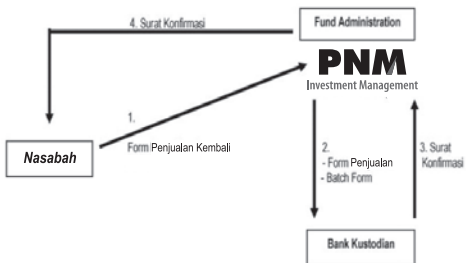 Fund Administration
4. Surat Konfirmasi
PNM
Investment Management
1.
Form Penjualan Kembali
Nasabah
2.
- Form Penjualan
- Batch Form
3. Surat
Konfirmasi
Bank Kustodian